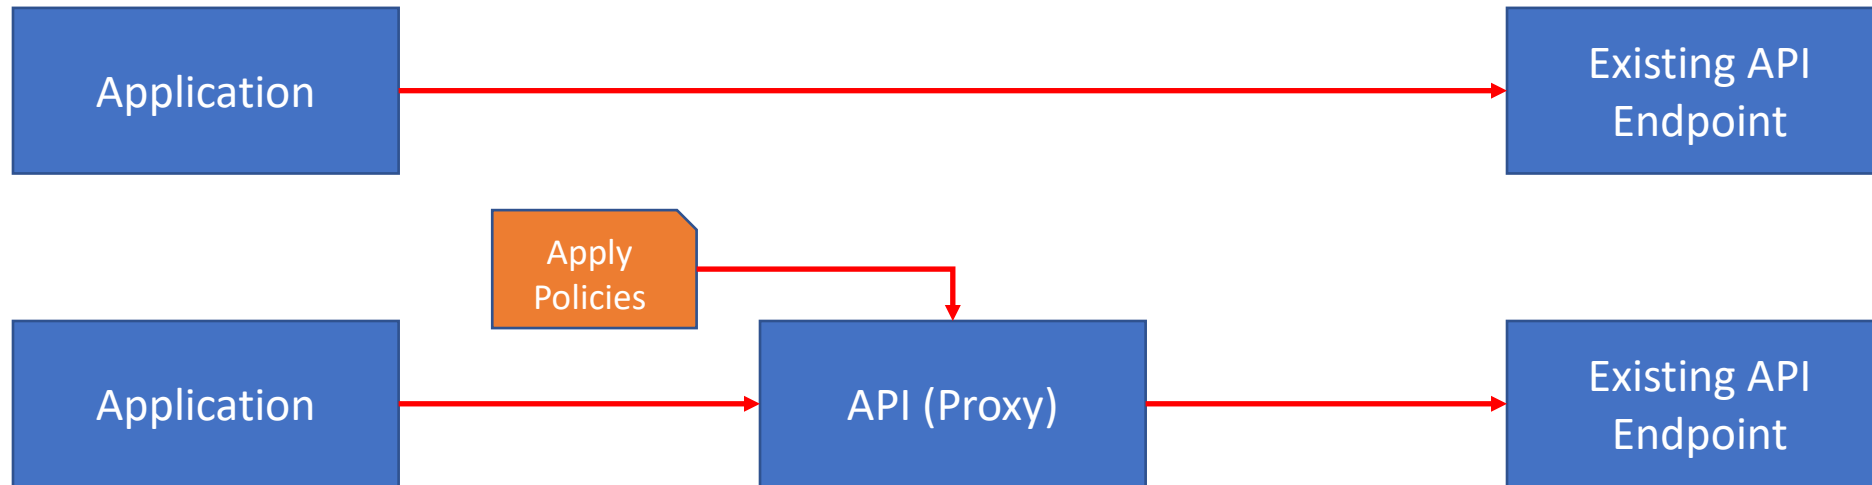 Application
Existing API
Endpoint
Apply
Policies
Application
API (Proxy)
Existing API
Endpoint